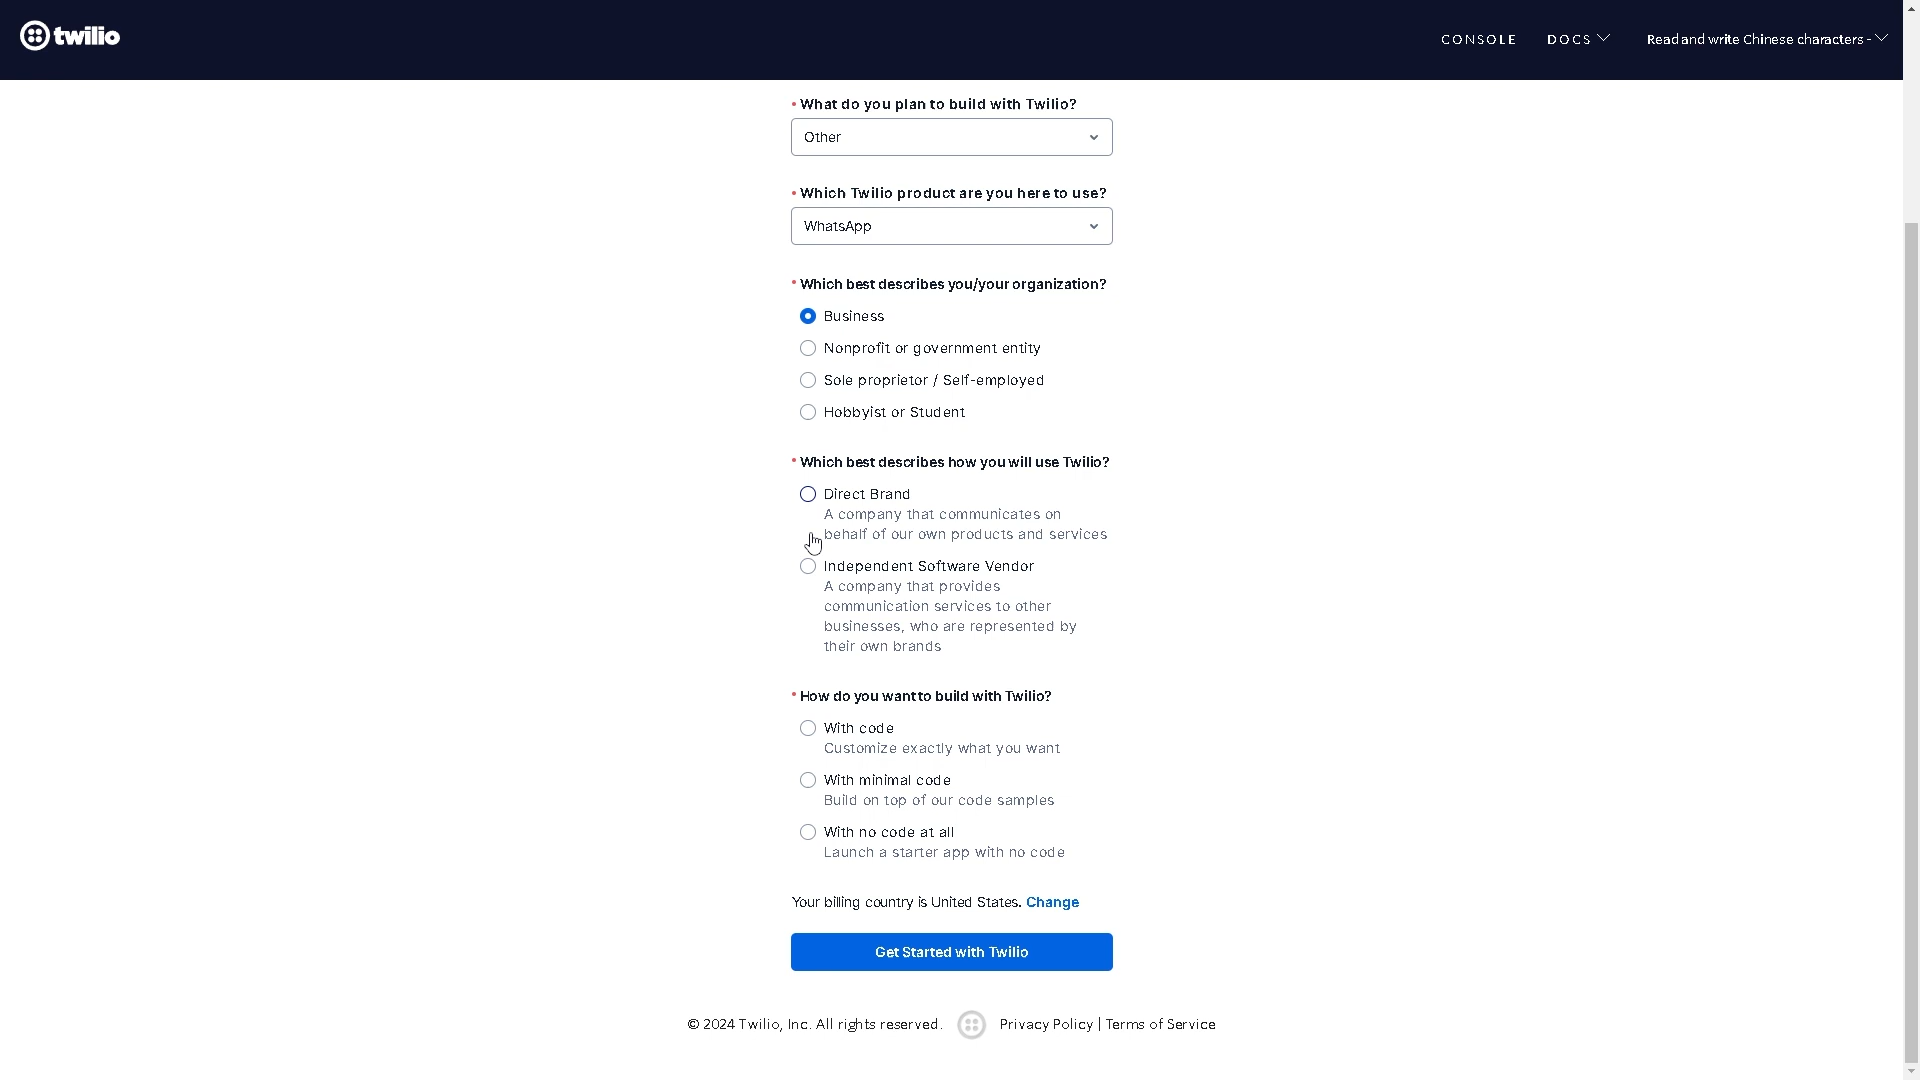 twilio
CONSOLE
DOCS
Read and write Chinese characters -
* What do you plan to build with Twilio?
Other
* Which Twilio product are you here to use?
WhatsApp
* Which best describes you/your organization?
Business
Nonprofit or government entity
Sole proprietor / Self-employed
Hobbyist or Student
* Which best describes how you will use Twilio?
Direct Brand
A company that communicates on
behalf of our own products and services
Independent Software Vendor
A company that provides
communication services to other
businesses, who are represented by
their own brands
* How do you want to build with Twilio?
With code
Customize exactly what you want
With minimal code
Build on top of our code samples
With no code at all
Launch a starter app with no code
Your billing country is United States. Change
Get Started with Twilio
© 2024 Twilio, Inc. All rights reserved. Privacy Policy | Terms of Service